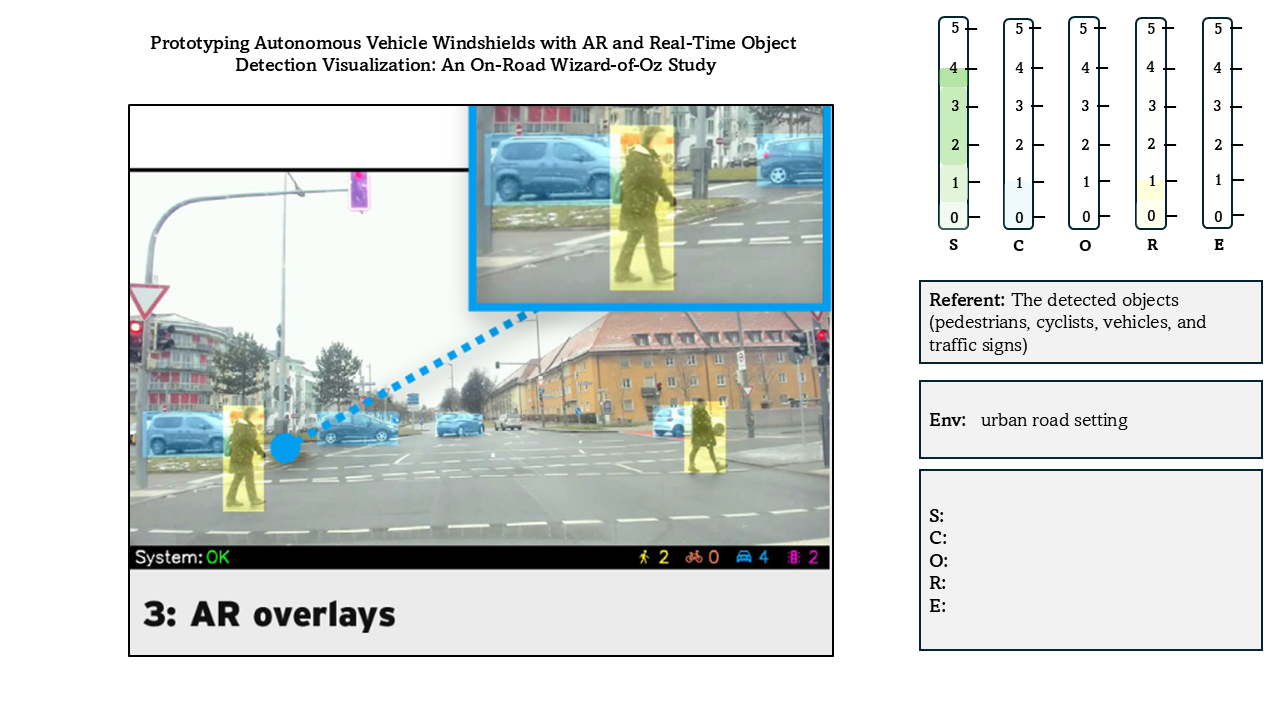 Prototyping Autonomous Vehicle Windshields with AR and Real-Time Object
Detection Visualization: An On-Road Wizard-of-Oz Study
System: OK
2
0
4
2
3: AR overlays
5 5 5 5 5
4 4 4 4 4
3 3 3 3 3
2 2 2 2 2
1 1 1 1 1
0 0 0 0 0
S C O R E
Referent: The detected objects
(pedestrians, cyclists, vehicles, and
traffic signs)
Env: urban road setting
S:
C:
O:
R:
E: